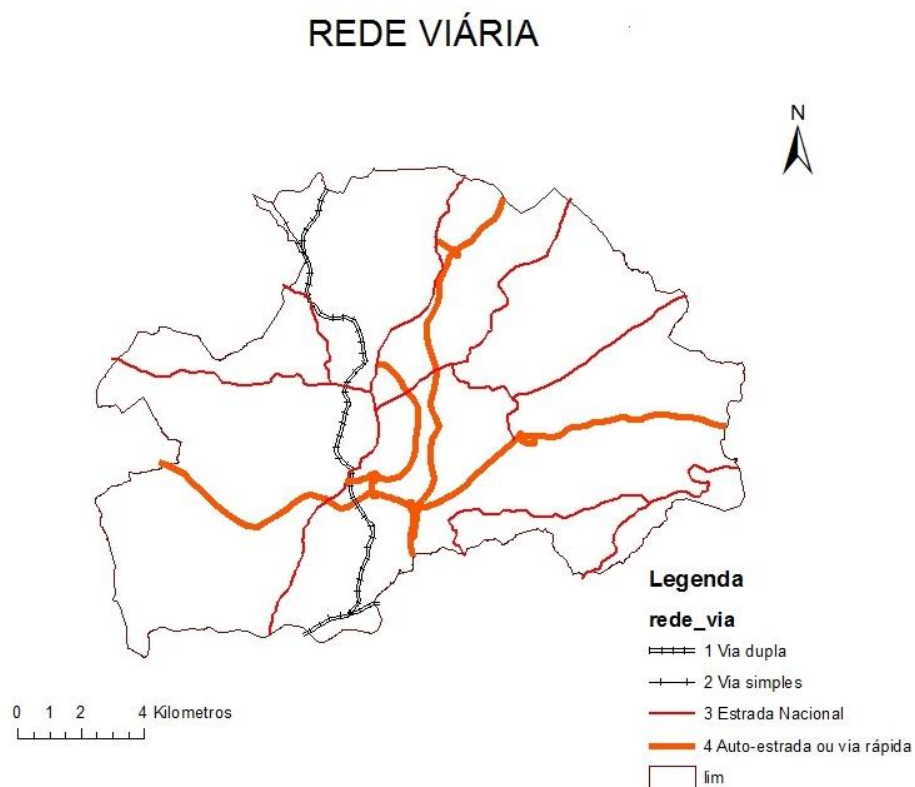 REDE VIÁRIA
N
Legenda
rede_via
1 Via dupla
2 Via simples
3 Estrada Nacional
4 Auto-estrada ou via rápida
lim
0 1 2 4 Kilometros